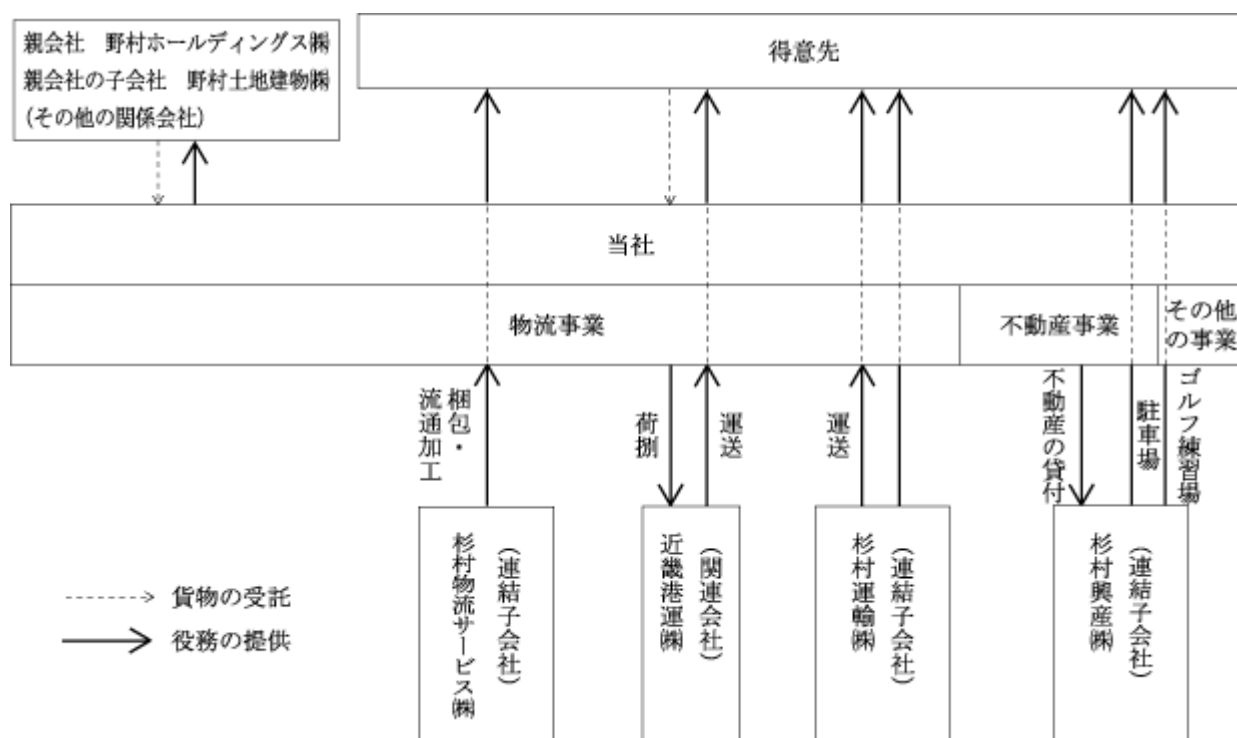 親会社 野村ホールディングス㈱
親会社の子会社 野村土地建物㈱
(その他の関係会社)
得意先
当社
物流事業
不動産事業
その他
の事業
梱包・
流通加工
荷捌
運送
運送
不動産の貸付
駐車場
ゴルフ練習場
(連結子会社)
杉村物流サービス㈱
(関連会社)
近畿港運㈱
(連結子会社)
杉村運輸㈱
(連結子会社)
杉村興産㈱
貨物の受託
役務の提供